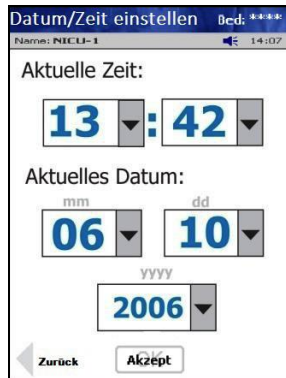 Datum/Zeit einstellen Bed: ****
Name: NICU-1 14:07
Aktuelle Zeit:
13 : 42
Aktuelles Datum:
mm dd
06 10
yyyy
2006
Zurück Akzept